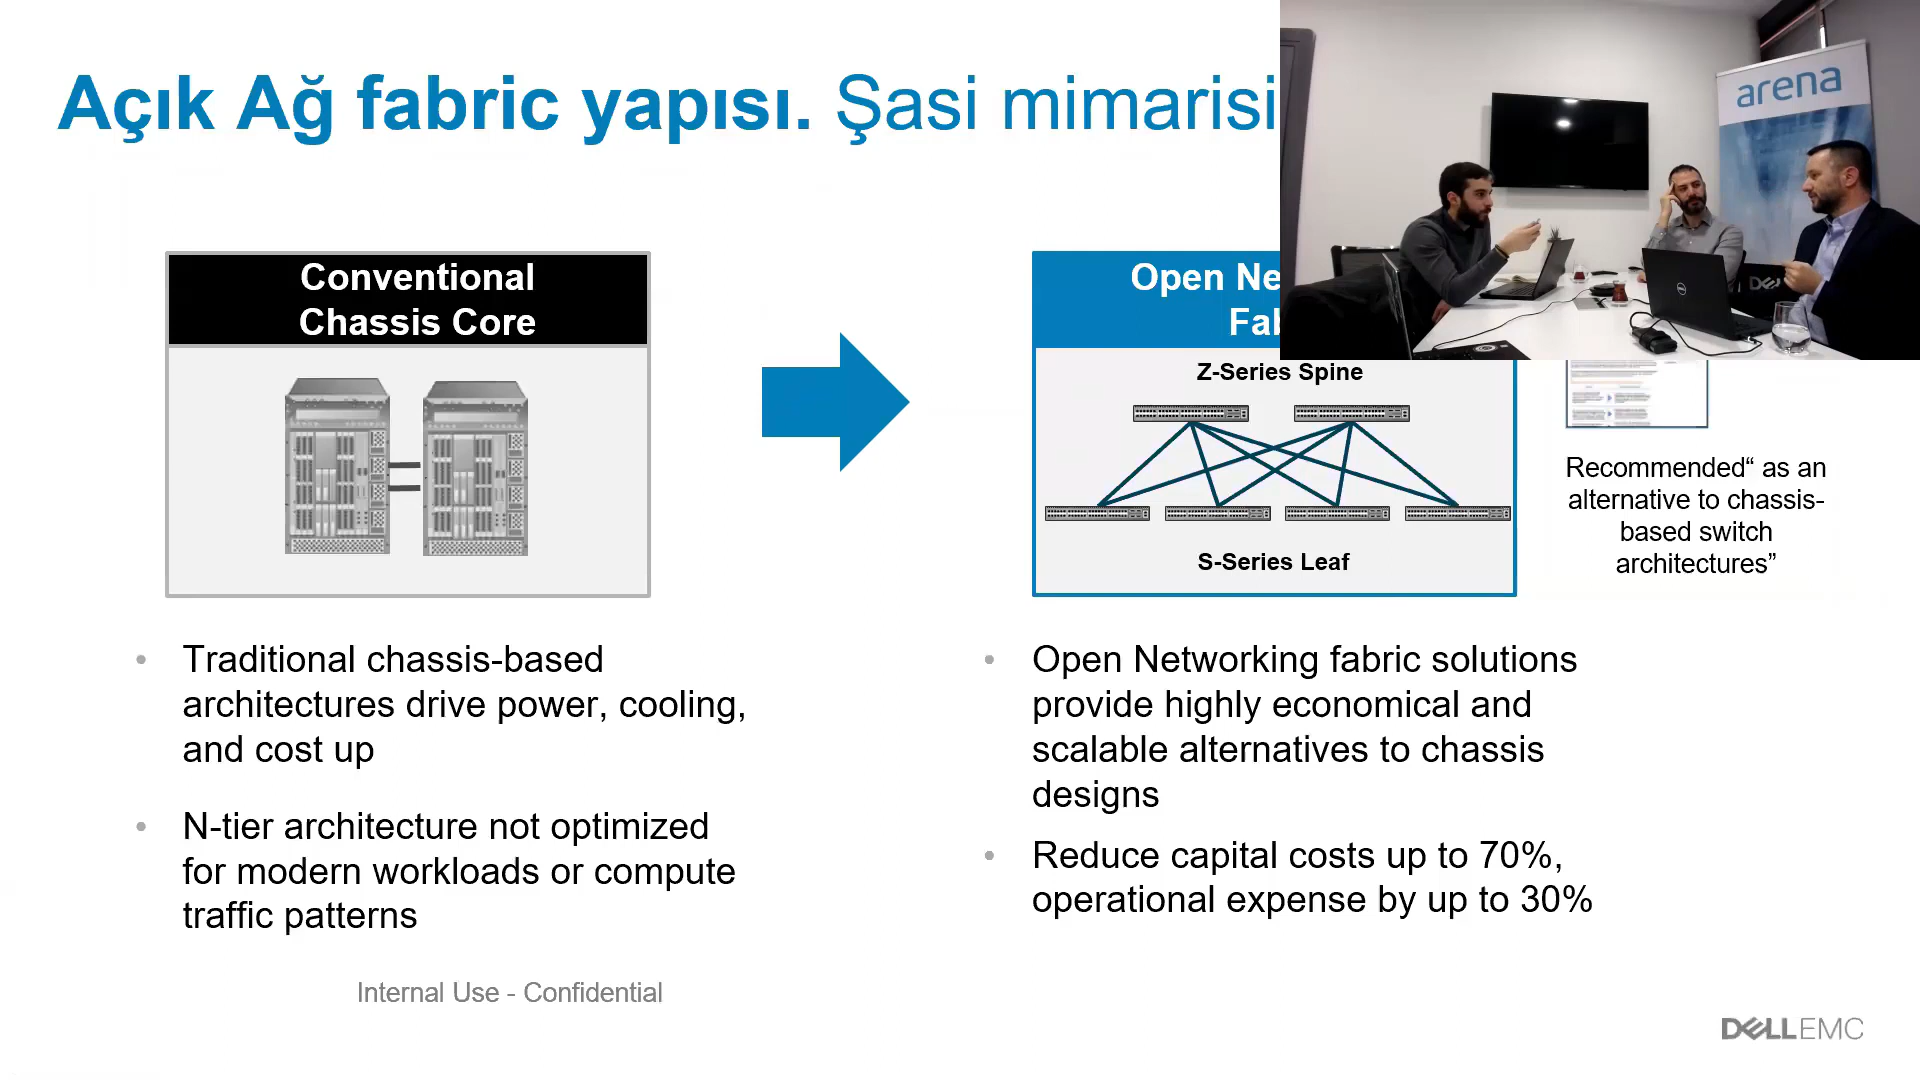 Açık Ağ fabric yapısı. Şasi mimarisi
arena
DELL
Conventional
Chassis Core
Open Ne
Fab
Z-Series Spine
S-Series Leaf
Recommended“ as an
alternative to chassis-
based switch
architectures”
• Traditional chassis-based
architectures drive power, cooling,
and cost up
• N-tier architecture not optimized
for modern workloads or compute
traffic patterns
• Open Networking fabric solutions
provide highly economical and
scalable alternatives to chassis
designs
• Reduce capital costs up to 70%,
operational expense by up to 30%
Internal Use - Confidential
DELLEMC